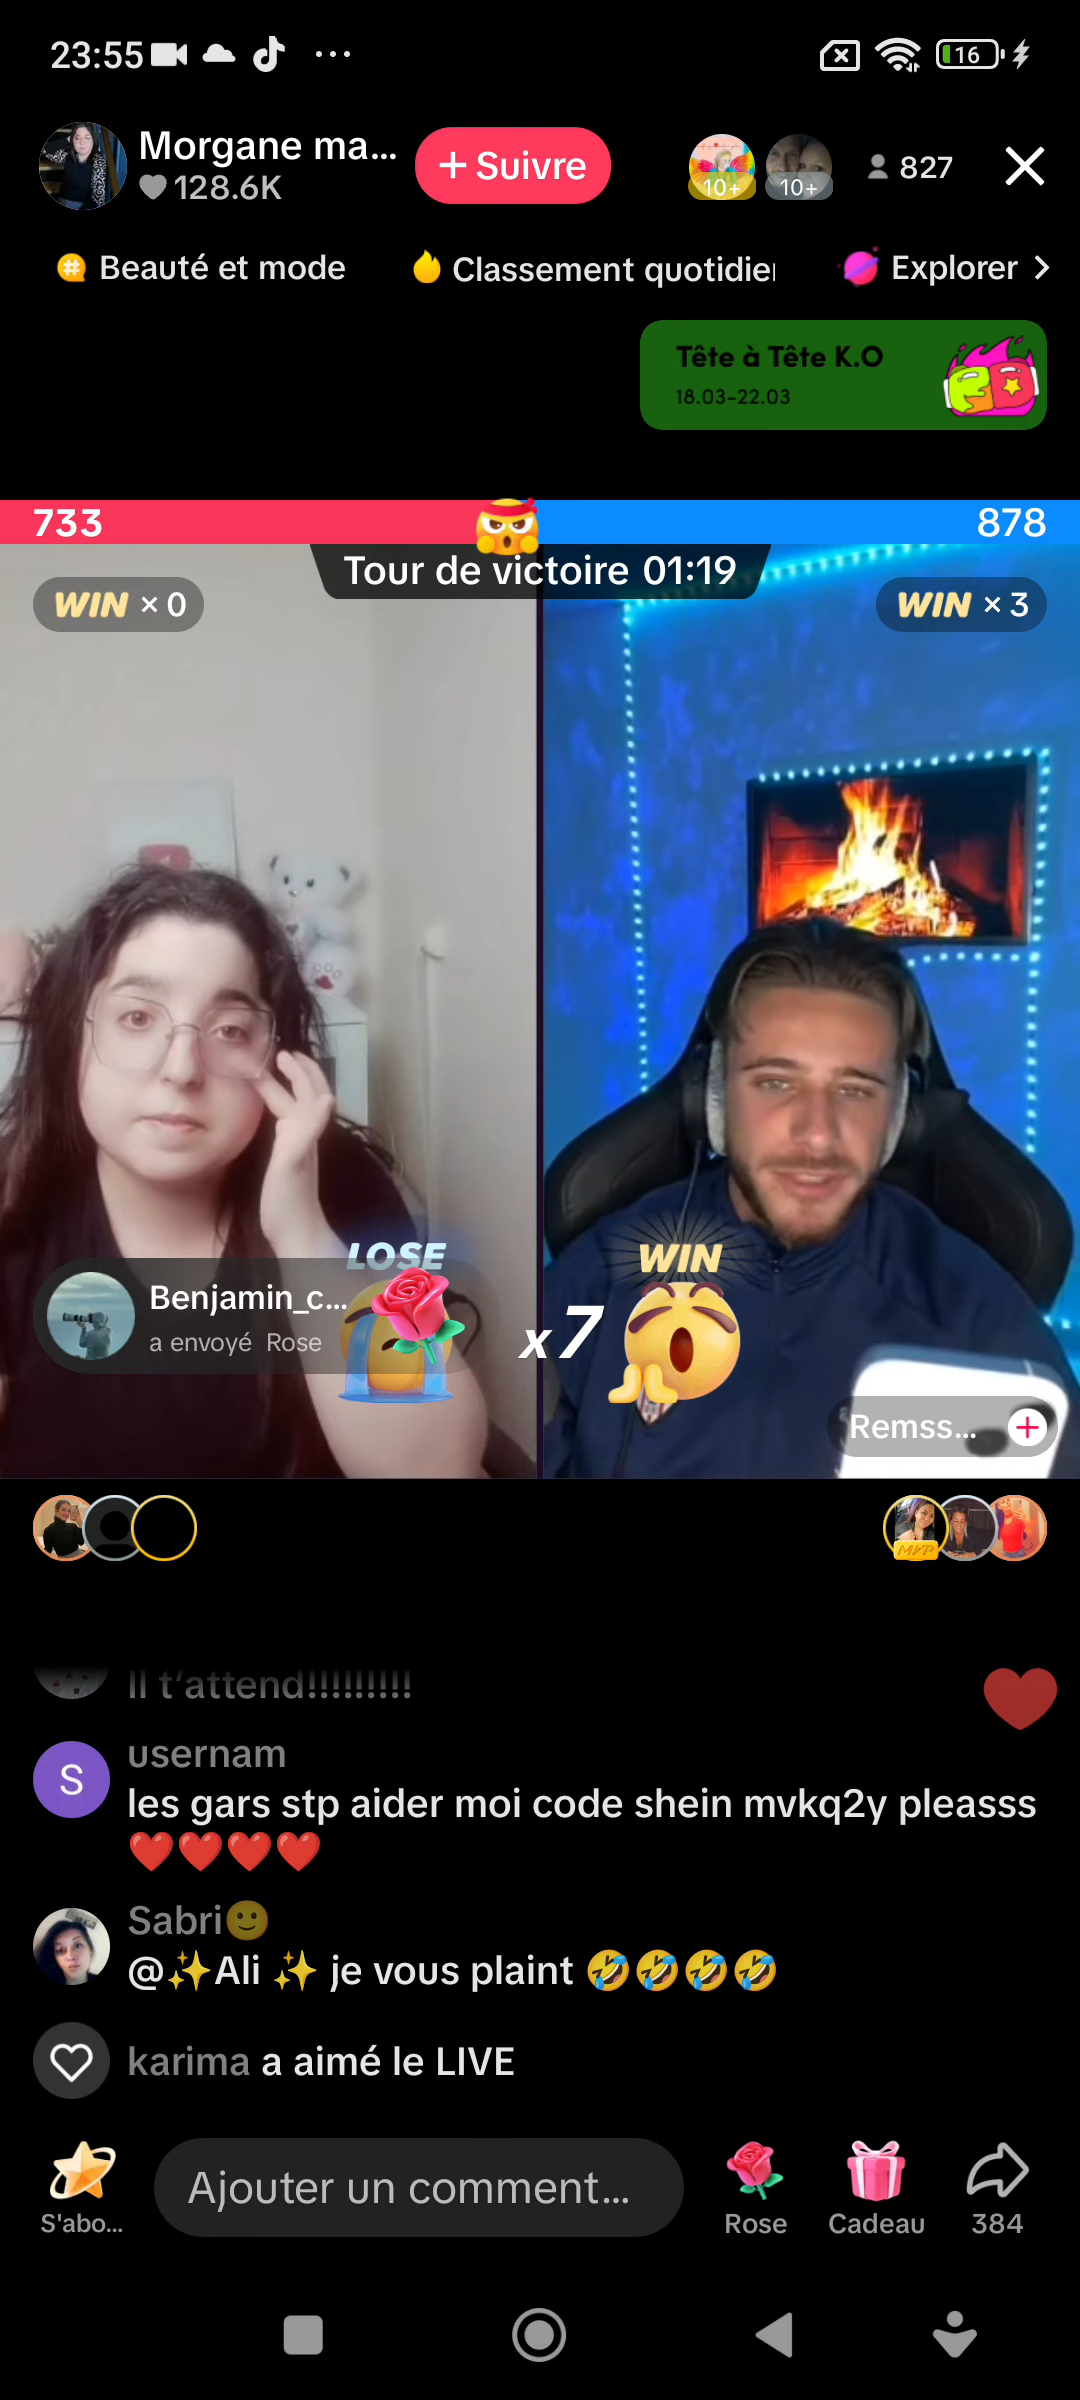 23:55
16
Morgane ma...
128.6K
+ Suivre
10+
10+
827
Beauté et mode
Classement quotidie
Explorer
Tête à Tête K.O
18.03-22.03
733
878
Tour de victoire 01:19
WIN × 0
WIN × 3
LOSE
WIN
Benjamin_c...
a envoyé Rose
x7
Remss...
MVP
Il t'attend!!!!!!!!!
S
usernam
les gars stp aider moi code shein mvkq2y pleasss
❤️❤️❤️❤️
Sabri🙂
@✨Ali ✨ je vous plaint 🤣🤣🤣🤣
karima a aimé le LIVE
S'abo...
Ajouter un comment...
Rose
Cadeau
384